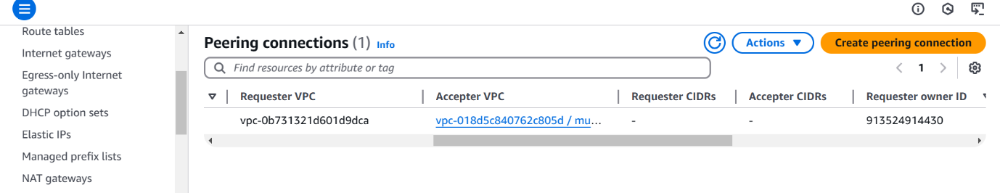 Route tables
Internet gateways
Egress-only Internet
gateways
DHCP option sets
Elastic IPs
Managed prefix lists
NAT gateways
Peering connections (1) Info
Actions
Create peering connection
Find resources by attribute or tag
1
Requester VPC Accepter VPC Requester CIDRs Accepter CIDRs Requester owner ID
vpc-0b731321d601d9dca vpc-018d5c840762c805d / mu... - - 913524914430